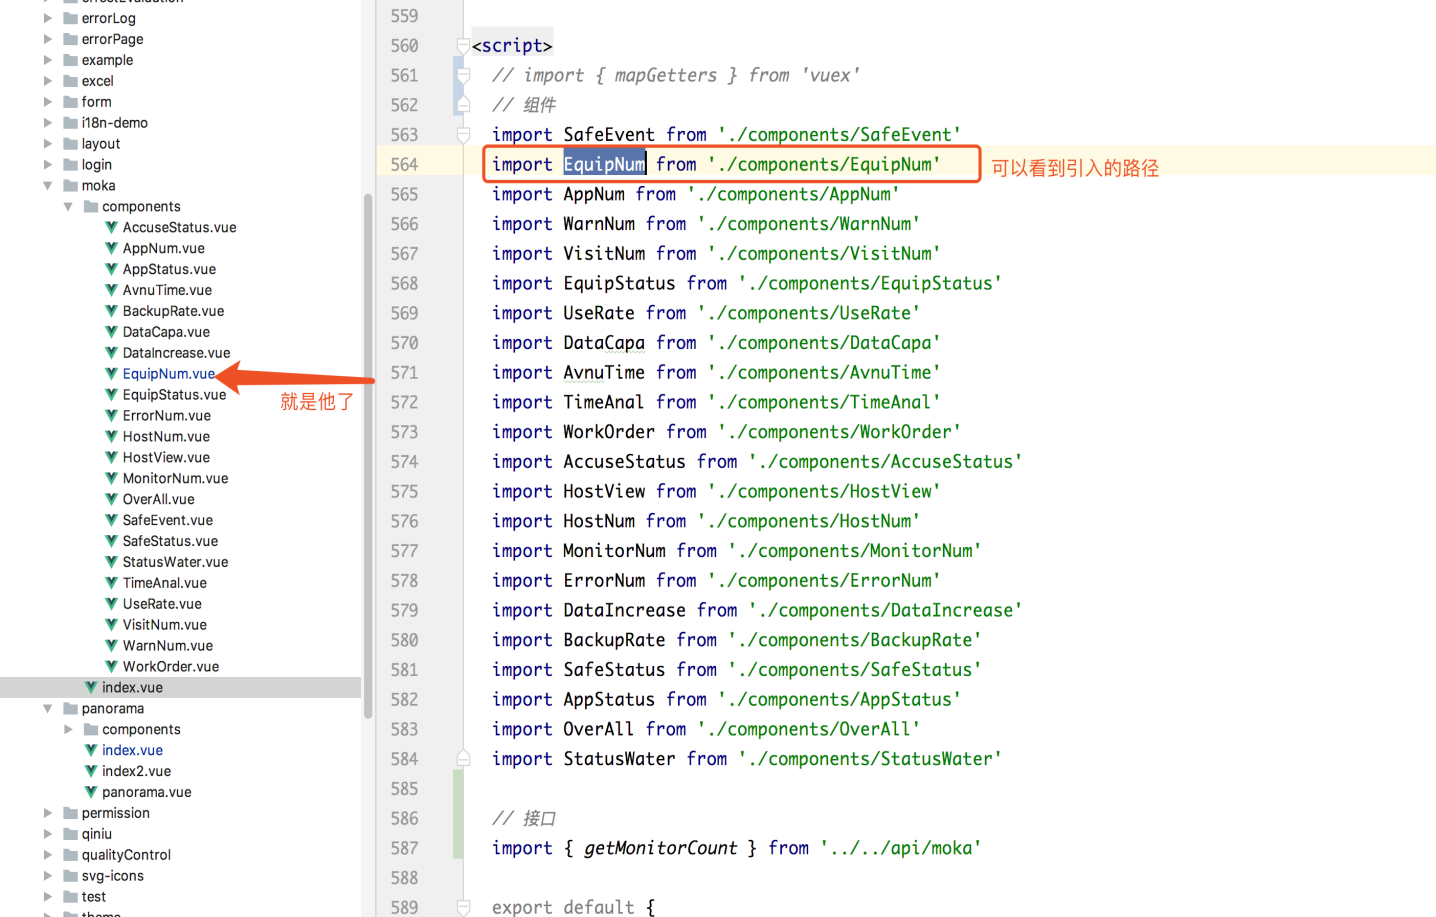 errorLog
errorPage
example
excel
form
i18n-demo
layout
login
moka
components
AccuseStatus.vue
AppNum.vue
AppStatus.vue
AvnuTime.vue
BackupRate.vue
DataCapa.vue
DataIncrease.vue
EquipNum.vue
就是他了
EquipStatus.vue
ErrorNum.vue
HostNum.vue
HostView.vue
MonitorNum.vue
OverAll.vue
SafeEvent.vue
SafeStatus.vue
StatusWater.vue
TimeAnal.vue
UseRate.vue
VisitNum.vue
WarnNum.vue
WorkOrder.vue
index.vue
panorama
components
index.vue
index2.vue
panorama.vue
permission
qiniu
qualityControl
svg-icons
test
559
560 <script>
561 // import { mapGetters } from 'vuex'
562 // 组件
563 import SafeEvent from './components/SafeEvent'
564 import EquipNum from './components/EquipNum' 可以看到引入的路径
565 import AppNum from './components/AppNum'
566 import WarnNum from './components/WarnNum'
567 import VisitNum from './components/VisitNum'
568 import EquipStatus from './components/EquipStatus'
569 import UseRate from './components/UseRate'
570 import DataCapa from './components/DataCapa'
571 import AvnuTime from './components/AvnuTime'
572 import TimeAnal from './components/TimeAnal'
573 import WorkOrder from './components/WorkOrder'
574 import AccuseStatus from './components/AccuseStatus'
575 import HostView from './components/HostView'
576 import HostNum from './components/HostNum'
577 import MonitorNum from './components/MonitorNum'
578 import ErrorNum from './components/ErrorNum'
579 import DataIncrease from './components/DataIncrease'
580 import BackupRate from './components/BackupRate'
581 import SafeStatus from './components/SafeStatus'
582 import AppStatus from './components/AppStatus'
583 import OverAll from './components/OverAll'
584 import StatusWater from './components/StatusWater'
585
586 // 接口
587 import { getMonitorCount } from '../../api/moka'
588
589 export default {